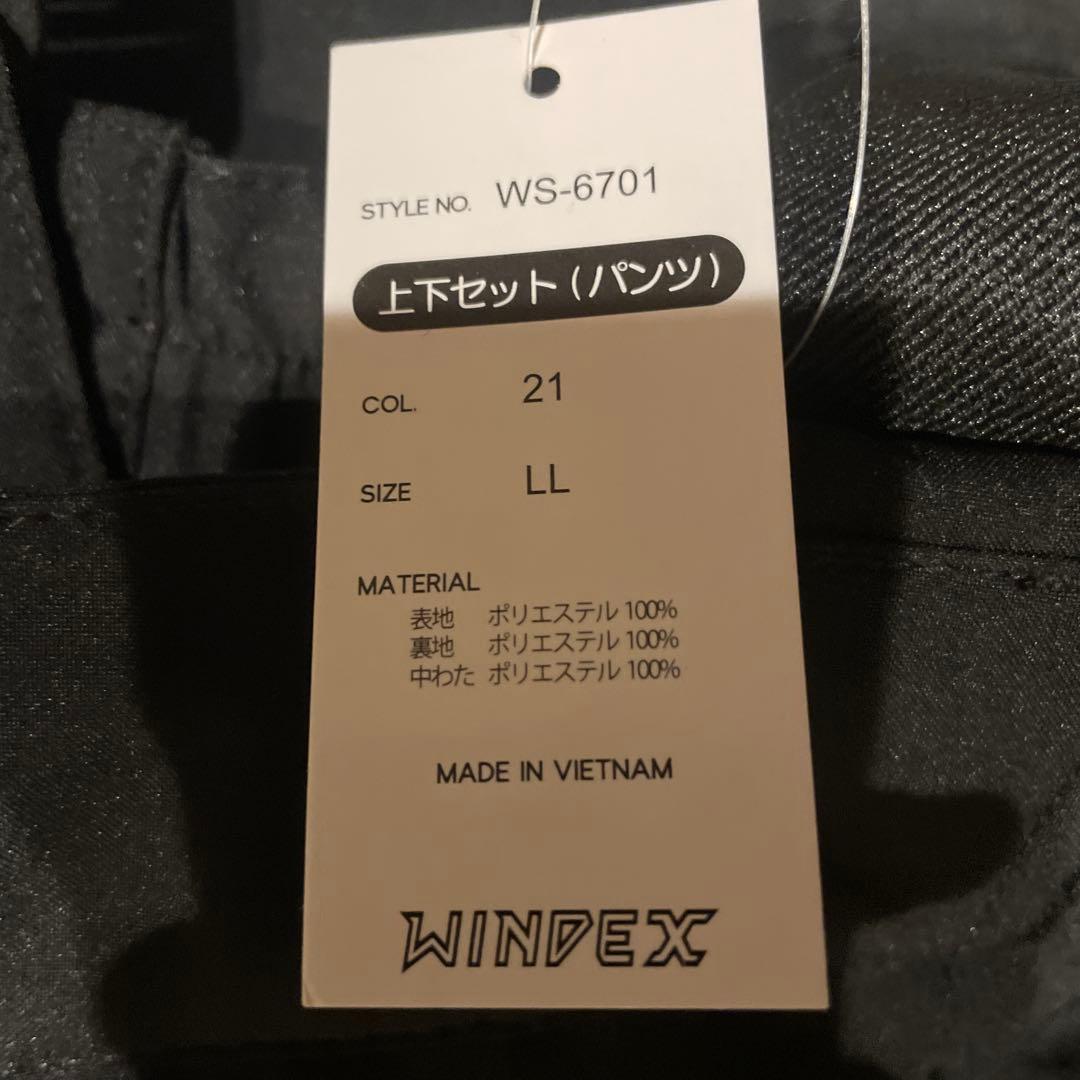 STYLE NO. WS-6701
上下セット(パンツ)
COL. 21
SIZE LL
MATERIAL
表地 ポリエステル 100%
裏地 ポリエステル 100%
中わた ポリエステル 100%
MADE IN VIETNAM
WINDEX